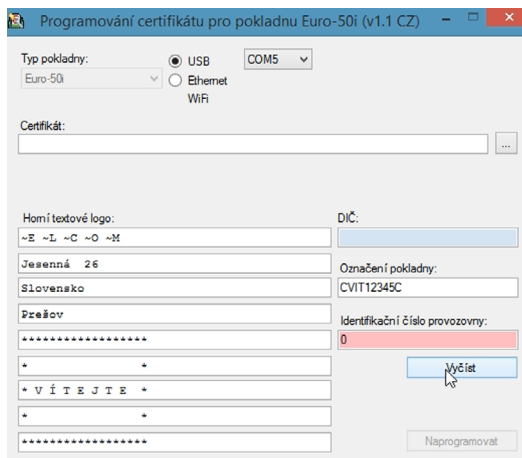 Programování certifikátu pro pokladnu Euro-50i (v1.1 CZ)
Typ pokladny:
Euro-50i
USB
COM5
Ethernet
WiFi
Certifikát:
...
Horní textové logo:
~E ~L ~C ~O ~M
Jesenná 26
Slovensko
Prešov
******************
* *
* V Í T E J T E *
* *
******************
DIČ:
Označení pokladny:
CVIT12345C
Identifikační číslo provozovny:
0
Vyčíst
Naprogramovat